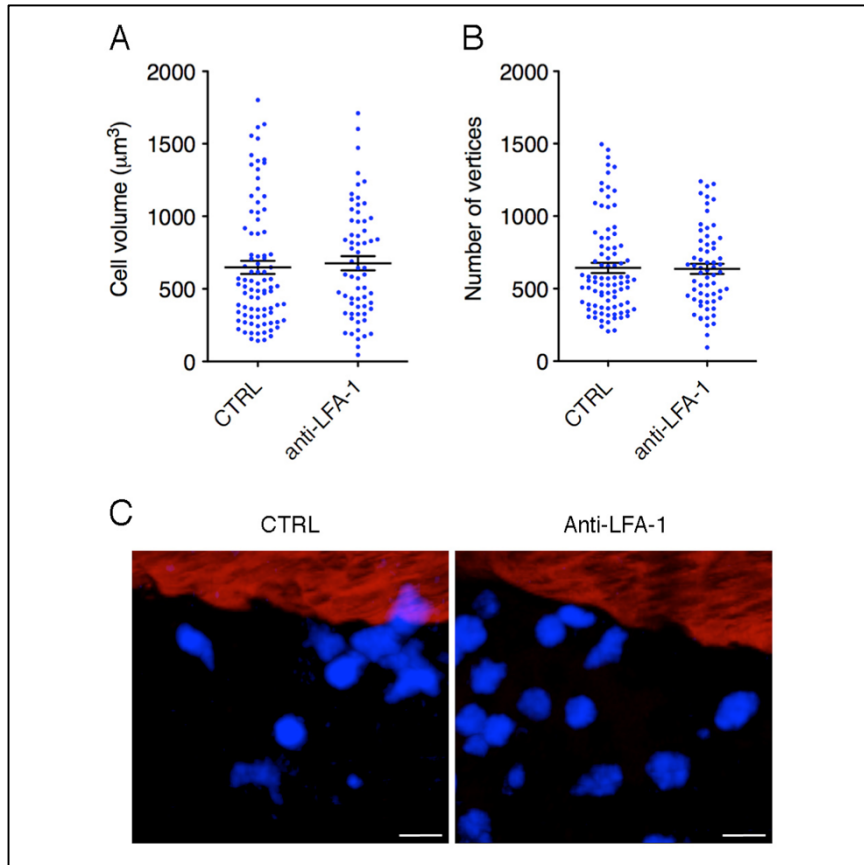 A
B
Cell volume (μm³)
2000
1500
1000
500
0
CTRL
anti-LFA-1
Number of vertices
2000
1500
1000
500
0
CTRL
anti-LFA-1
C
CTRL
Anti-LFA-1